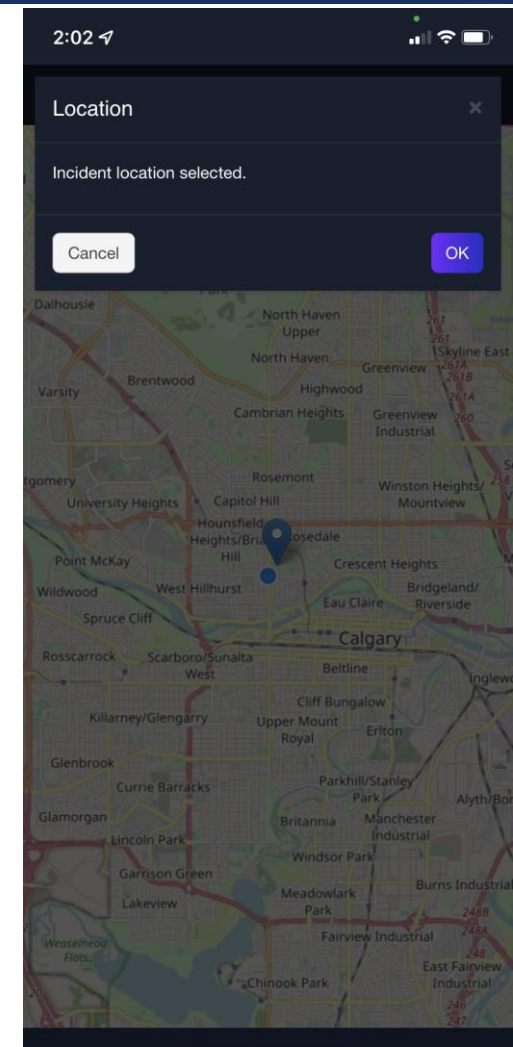 2:02
Location
×
Incident location selected.
Cancel
OK
Dalhousie
North Haven
Upper
261
261
Skyline East
North Haven
Greenview
261A
261B
Brentwood
Varsity
Highwood
261A
Cambrian Heights
Greenview
Industrial
260
Rosemont
tgomery
Winston Heights/
Mountview
258
University Heights
Capitol Hill
Hounsfield
Heights/Bria
Hill
osedale
Point McKay
Crescent Heights
Wildwood
West Hillhurst
Bridgeland/
Riverside
Eau Claire
Spruce Cliff
Calgary
Rosscarrock
Scarboro/Sunalta
West
Beltline
Inglew
Cliff Bungalow
Killarney/Glengarry
Upper Mount
Royal
Erlton
Glenbrook
Currie Barracks
Parkhill/Stanley
Park
Alyth/Bon
Glamorgan
Britannia
Manchester
Industrial
Lincoln Park
Windsor Park
Garrison Green
Burns Industrial
Lakeview
Meadowlark
Park
248B
248A
Weaselhead
Flats
Fairview Industrial
248
East Fairview
Industrial
Chinook Park
246
247